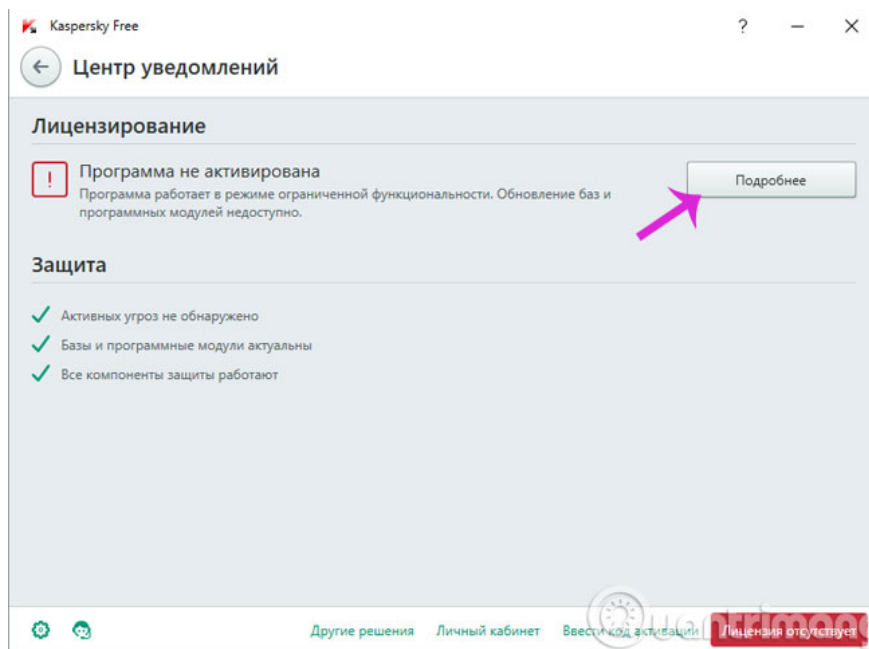 Kaspersky Free
?
Центр уведомлений
Лицензирование
Программа не активирована
Программа работает в режиме ограниченной функциональности. Обновление баз и
программных модулей недоступно.
Подробнее
Защита
Активных угроз не обнаружено
Базы и программные модули актуальны
Все компоненты защиты работают
Другие решения Личный кабинет Ввести код активации Лицензия отсутствует
uantrimang